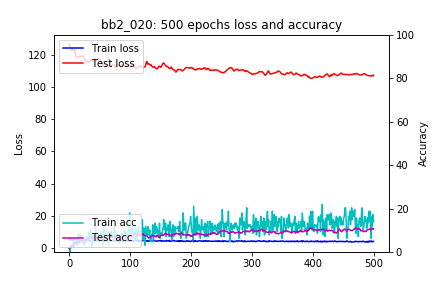 bb2_020: 500 epochs loss and accuracy
Train loss
Test loss
Train acc
Test acc
Loss
Accuracy
120
100
80
60
40
20
0
100
80
60
40
20
0
0
100
200
300
400
500